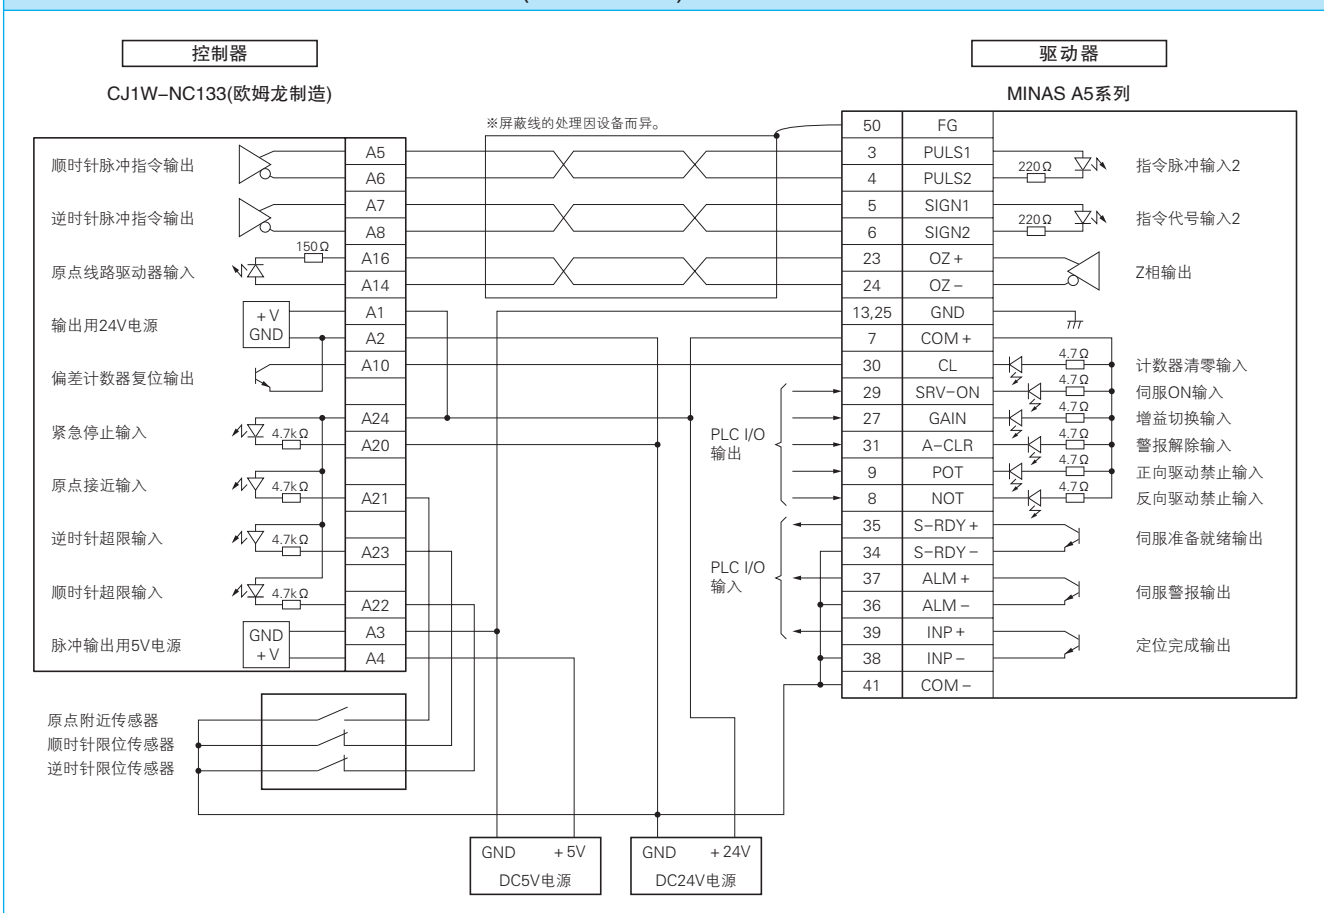 控制器
CJ1W-NC133(欧姆龙制造)
驱动器
MINAS A5系列
※屏蔽线的处理因设备而异。
顺时针脉冲指令输出
A5
A6
逆时针脉冲指令输出
A7
A8
原点线路驱动器输入
150Ω
A16
A14
输出用24V电源
+V
GND
A1
A2
偏差计数器复位输出
A10
紧急停止输入
4.7kΩ
A24
A20
原点接近输入
4.7kΩ
A21
逆时针超限输入
4.7kΩ
A23
顺时针超限输入
4.7kΩ
A22
脉冲输出用5V电源
GND
+V
A3
A4
原点附近传感器
顺时针限位传感器
逆时针限位传感器
PLC I/O
输出
PLC I/O
输入
50 FG
3 PULS1
4 PULS2
220Ω
指令脉冲输入2
5 SIGN1
6 SIGN2
220Ω
指令代号输入2
23 OZ+
24 OZ-
Z相输出
13,25 GND
7 COM+
30 CL 4.7Ω 计数器清零输入
29 SRV-ON 4.7Ω 伺服ON输入
27 GAIN 4.7Ω 增益切换输入
31 A-CLR 4.7Ω 警报解除输入
9 POT 4.7Ω 正向驱动禁止输入
8 NOT 4.7Ω 反向驱动禁止输入
35 S-RDY+
34 S-RDY-
伺服准备就绪输出
37 ALM+
36 ALM-
伺服警报输出
39 INP+
38 INP-
定位完成输出
41 COM-
GND +5V
DC5V电源
GND +24V
DC24V电源